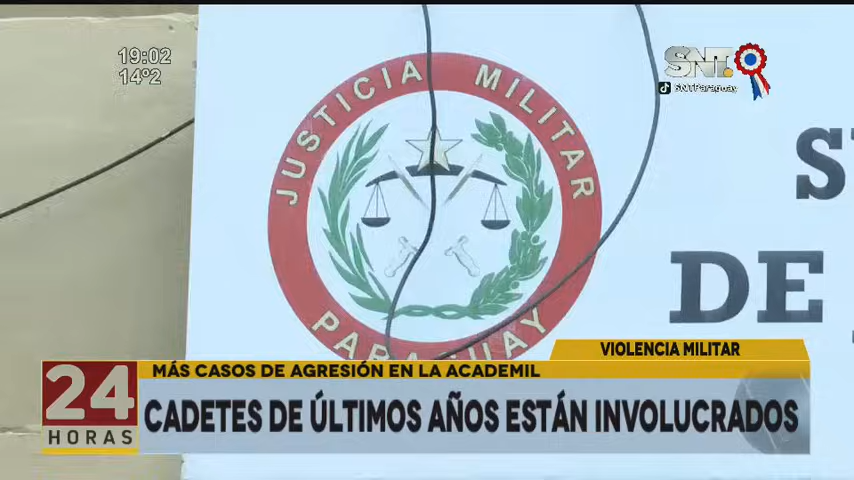 19:02
14º2
SNT
SNTParaguay
JUSTICIA MILITAR
PARAGUAY
DE
VIOLENCIA MILITAR
24
HORAS
MÁS CASOS DE AGRESIÓN EN LA ACADEMIL
CADETES DE ÚLTIMOS AÑOS ESTÁN INVOLUCRADOS